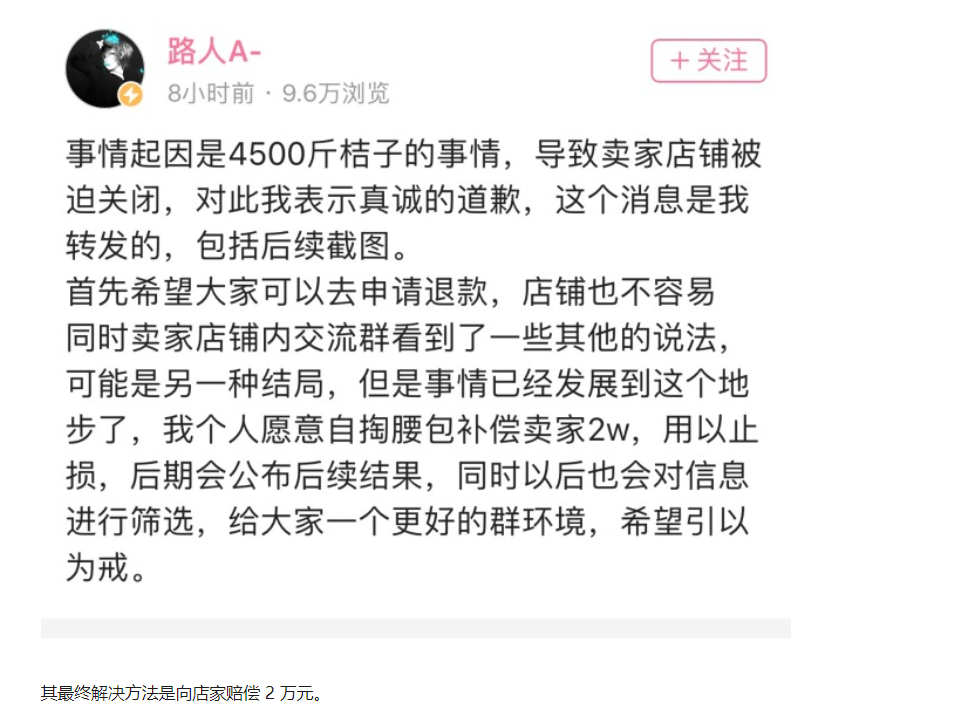 路人A-
+关注
8小时前 · 9.6万浏览
事情起因是4500斤桔子的事情，导致卖家店铺被
迫关闭，对此我表示真诚的道歉，这个消息是我
转发的，包括后续截图。
首先希望大家可以去申请退款，店铺也不容易
同时卖家店铺内交流群看到了一些其他的说法，
可能是另一种结局，但是事情已经发展到这个地
步了，我个人愿意自掏腰包补偿卖家2w，用以止
损，后期会公布后续结果，同时以后也会对信息
进行筛选，给大家一个更好的群环境，希望引以
为戒。
其最终解决方法是向店家赔偿 2 万元。